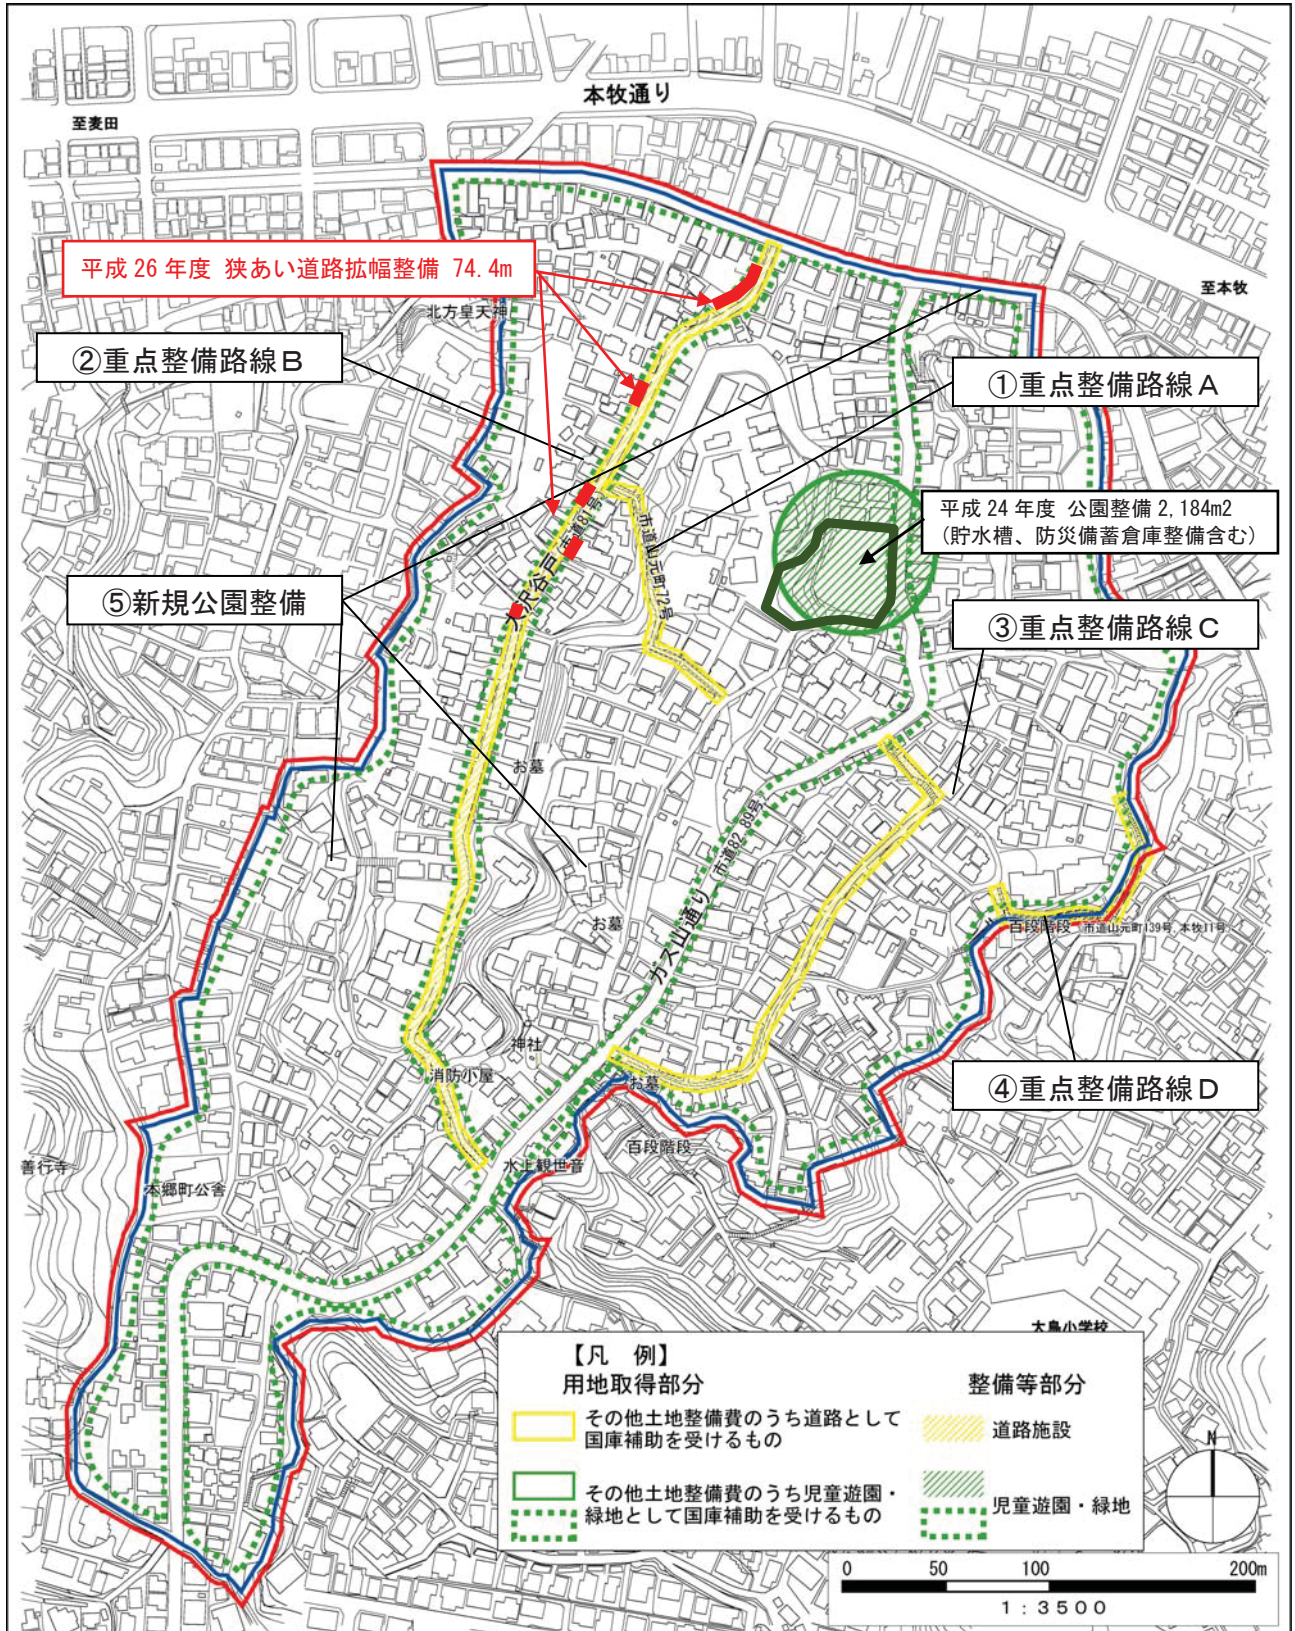 本牧通り
至麦田
平成 26 年度 狭あい道路拡幅整備 74.4m
至本牧
北方皇天神
②重点整備路線B
①重点整備路線A
平成 24 年度 公園整備 2,184m2
(貯水槽、防災備蓄倉庫整備含む)
大沢谷戸 市道81号
市道山元町72号
⑤新規公園整備
③重点整備路線C
お墓
ガス山通り 市道82,89号
お墓
百段階段 (市道山元町139号,本牧11号)
神社
消防小屋
お墓
④重点整備路線D
百段階段
善行寺
水上観世音
本郷町公舎
大鳥小学校
【凡 例】
用地取得部分
整備等部分
その他土地整備費のうち道路として
国庫補助を受けるもの
道路施設
その他土地整備費のうち児童遊園・
緑地として国庫補助を受けるもの
児童遊園・緑地
N
0 50 100 200m
1:3500